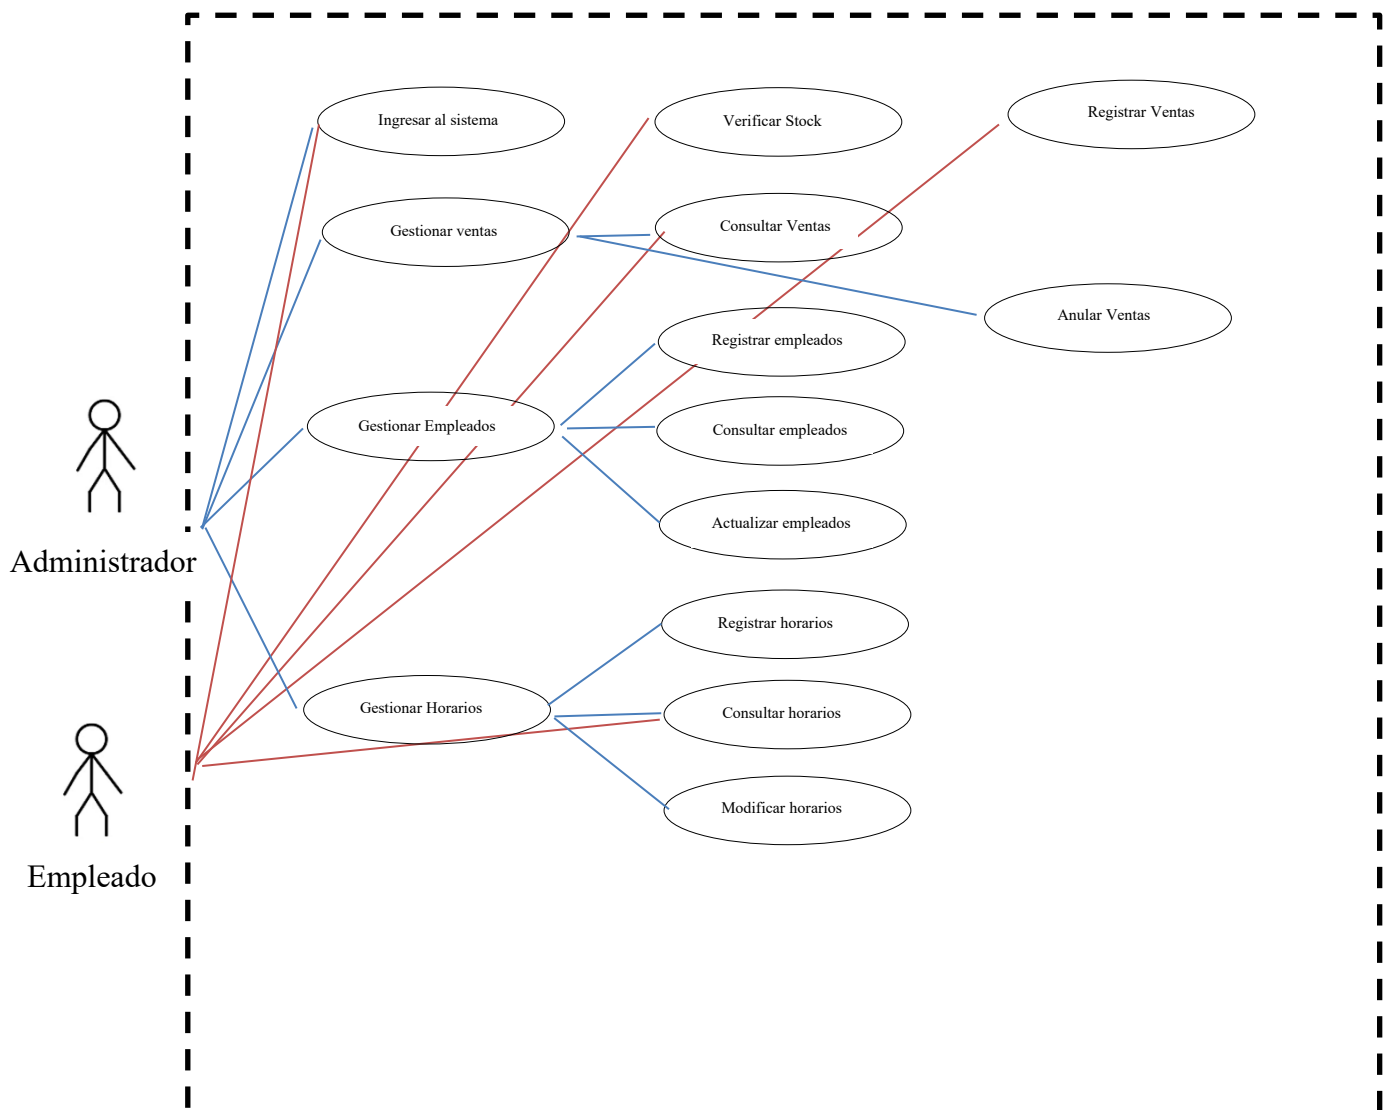 Ingresar al sistema
Verificar Stock
Registrar Ventas
Gestionar ventas
Consultar Ventas
Anular Ventas
Registrar empleados
Gestionar Empleados
Consultar empleados
Actualizar empleados
Administrador
Registrar horarios
Gestionar Horarios
Consultar horarios
Modificar horarios
Empleado